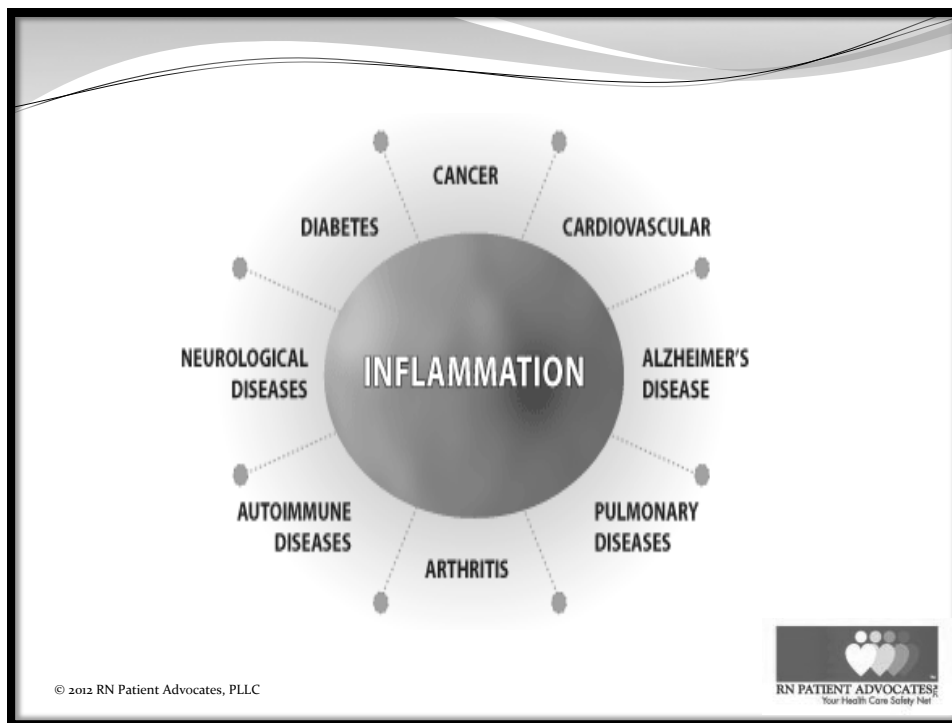 CANCER
CARDIOVASCULAR
ALZHEIMER'S
DISEASE
PULMONARY
DISEASES
ARTHRITIS
AUTOIMMUNE
DISEASES
NEUROLOGICAL
DISEASES
DIABETES
INFLAMMATION
© 2012 RN Patient Advocates, PLLC
RN PATIENT ADVOCATES
Your Health Care Safety Net